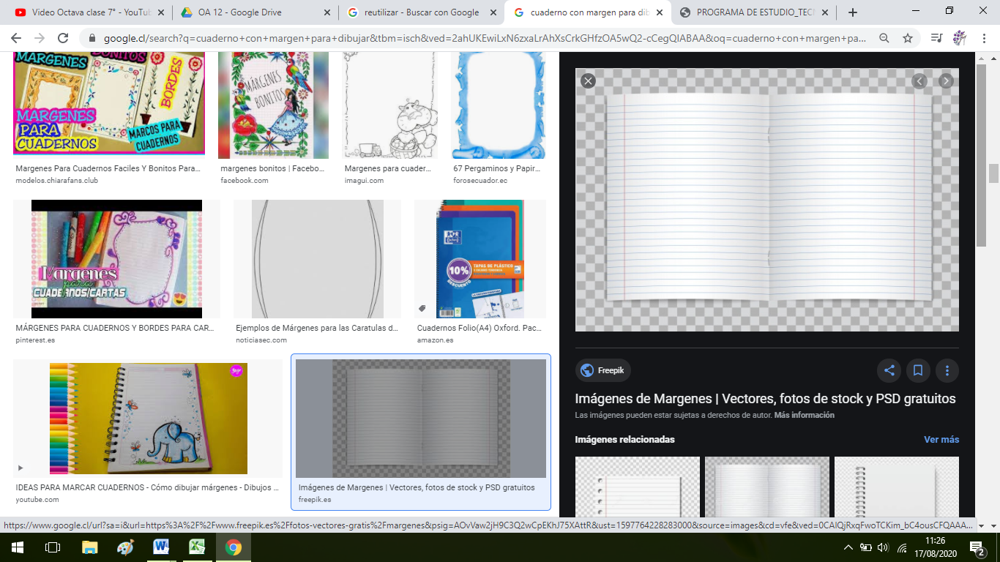 Video Octava clase 7° - YouTub
OA 12 - Google Drive
reutilizar - Buscar con Google
cuaderno con margen para dib
PROGRAMA DE ESTUDIO_TECN
google.cl/search?q=cuaderno+con+margen+para+dibujar&tbm=isch&ved=2ahUKEwiLxN6zxaLrAhXsCrkGHfzOA5wQ2-cCegQIABAA&oq=cuaderno+con+margen+pa...
MARGENES
BONITOS
BORDES
MARGENES
PARA
CUADERNOS
MARCOS PARA
CUADERNOS
MÁRGENES
BONITOS
Margenes Para Cuadernos Faciles Y Bonitos Para...
modelos.chiarafans.club
margenes bonitos | Facebo...
facebook.com
Margenes para cuader...
imagui.com
67 Pergaminos y Papir...
forosecuador.ec
Margenes
para
CUADERNOS/CARTAS
Oxford
10%
DESCUENTO
TAPAS DE PLÁSTICO
MÁRGENES PARA CUADERNOS Y BORDES PARA CAR...
pinterest.es
Ejemplos de Márgenes para las Caratulas d...
noticiasec.com
Cuadernos Folio(A4) Oxford. Pac...
amazon.es
IDEAS PARA MARCAR CUADERNOS - Cómo dibujar márgenes - Dibujos ...
youtube.com
Imágenes de Margenes | Vectores, fotos de stock y PSD gratuitos
freepik.es
Freepik
Imágenes de Margenes | Vectores, fotos de stock y PSD gratuitos
Las imágenes pueden estar sujetas a derechos de autor. Más información
Imágenes relacionadas
Ver más
https://www.google.cl/url?sa=i&url=https%3A%2F%2Fwww.freepik.es%2Ffotos-vectores-gratis%2Fmargenes&psig=AOvVaw2jH9C3Q2wCpEKhJ75XAttR&ust=1597764228283000&source=images&cd=vfe&ved=0CAIQjRxqFwoTCKim_bC4ousCFQAAA...
11:26
17/08/2020
2